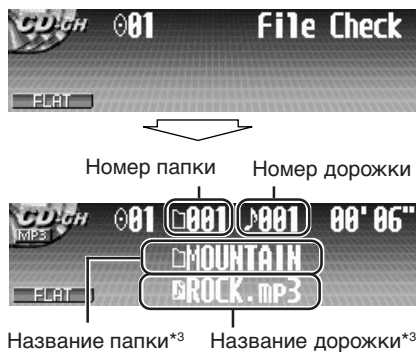 CD-CH 01 File Check
FLAT
Номер папки Номер дорожки
CD-CH MP3 01 001 001 00'06"
MOUNTAIN
FLAT ROCK.mp3
Название папки*3 Название дорожки*3